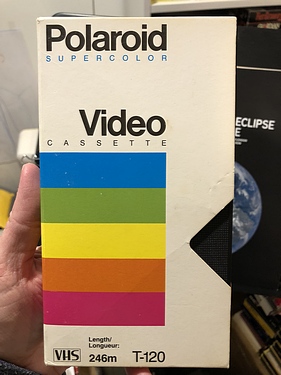 Polaroid
SUPERCOLOR
Video
CASSETTE
Length/
Longueur:
VHS 246m T-120
ECLIPSE
E